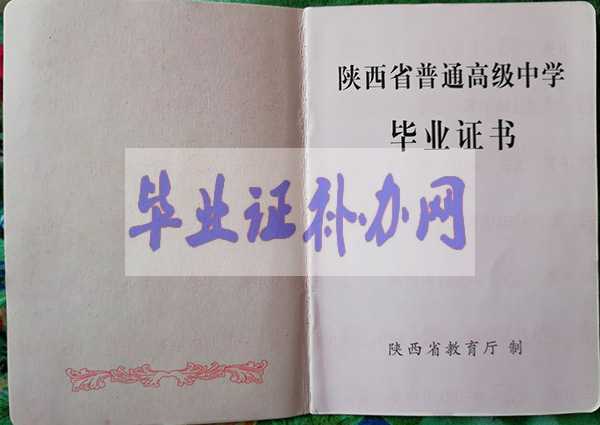 陕西省普通高级中学
毕业证书
毕业证补办网
陕西省教育厅 制